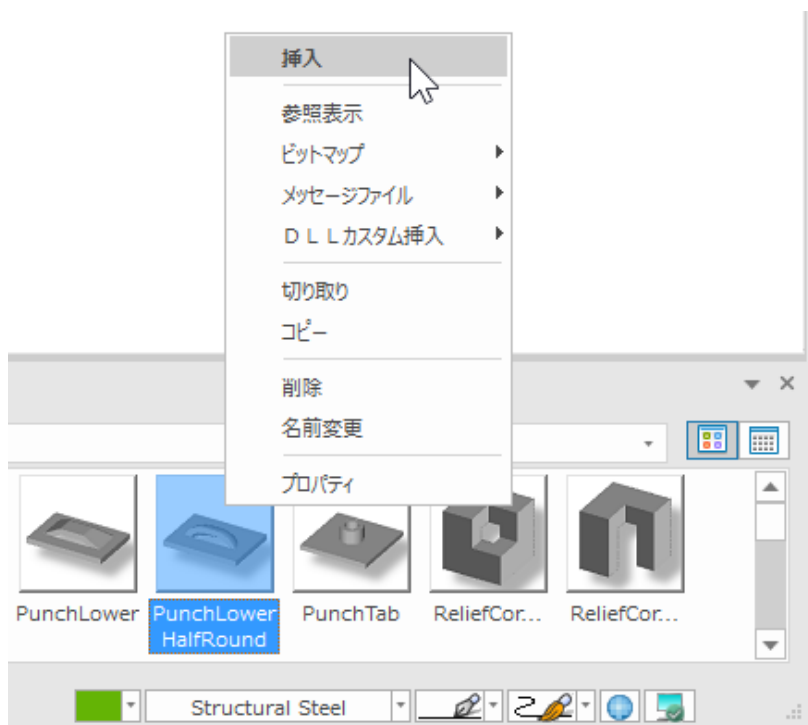 挿入
参照表示
ビットマップ
メッセージファイル
ＤＬＬカスタム挿入
切り取り
コピー
削除
名前変更
プロパティ
PunchLower
PunchLower
HalfRound
PunchTab
ReliefCor...
ReliefCor...
Structural Steel